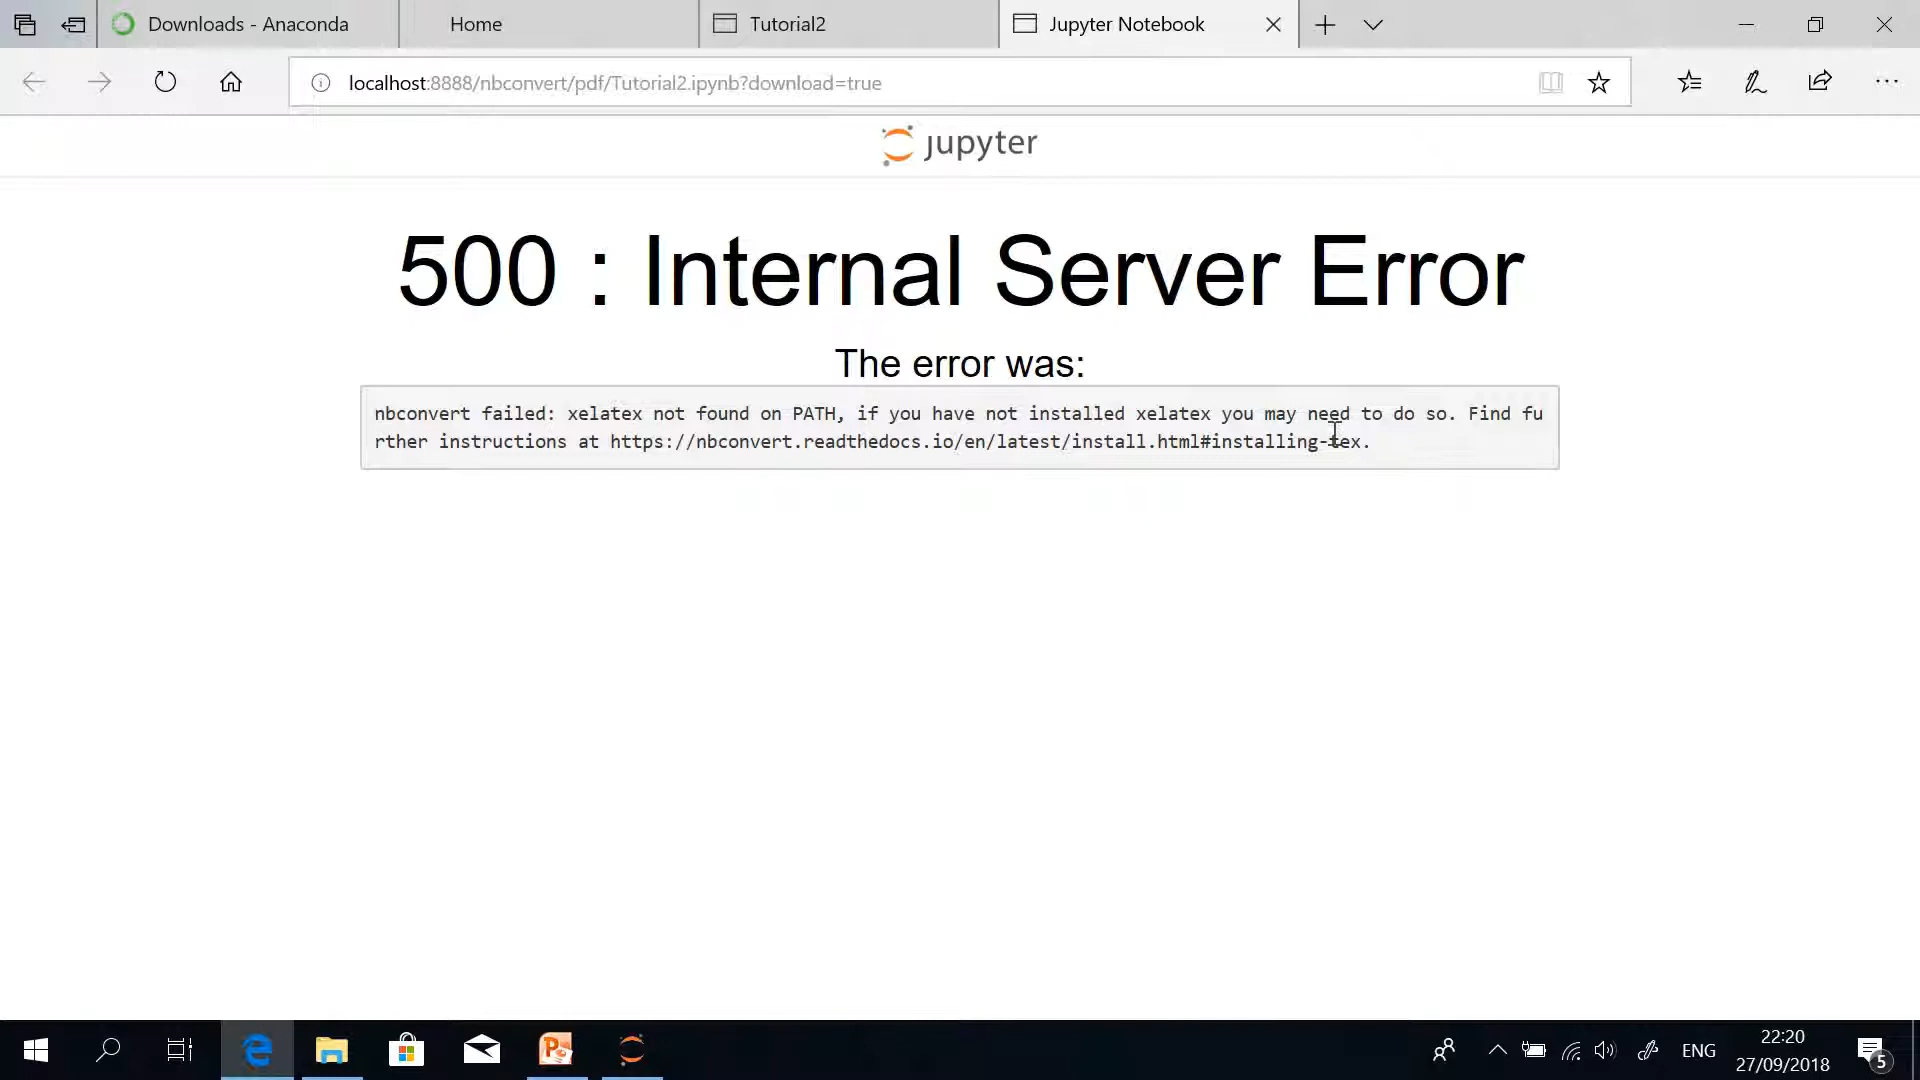 Downloads - Anaconda
Home
Tutorial2
Jupyter Notebook
localhost:8888/nbconvert/pdf/Tutorial2.ipynb?download=true
jupyter
500 : Internal Server Error
The error was:
nbconvert failed: xelatex not found on PATH, if you have not installed xelatex you may need to do so. Find fu
rther instructions at https://nbconvert.readthedocs.io/en/latest/install.html#installing-tex.
ENG
22:20
27/09/2018
5